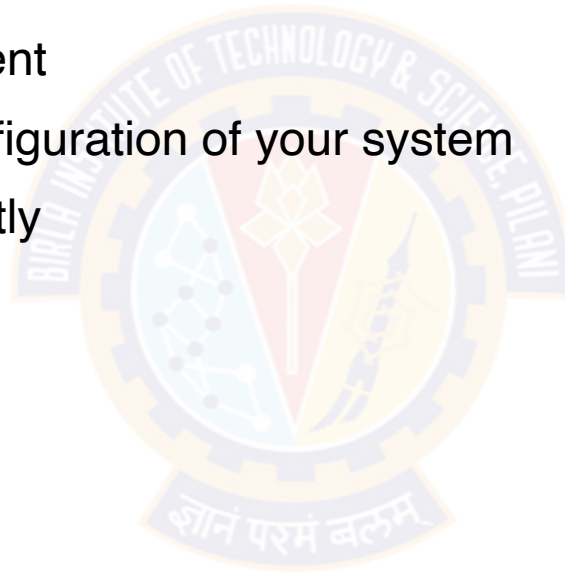 ent
figuration of your system
tly
BIRLA INSTITUTE OF TECHNOLOGY & SCIENCE, PILANI
ज्ञानं परमं बलम्